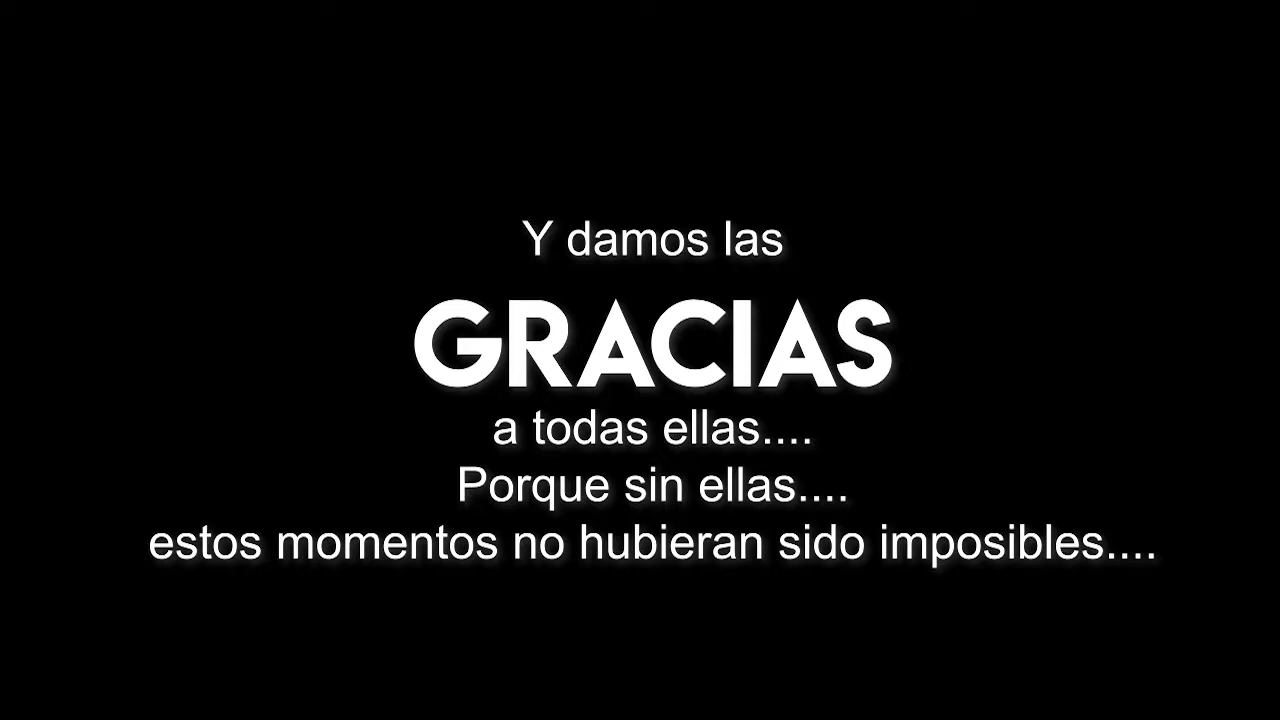 Y damos las
GRACIAS
a todas ellas....
Porque sin ellas....
estos momentos no hubieran sido imposibles....